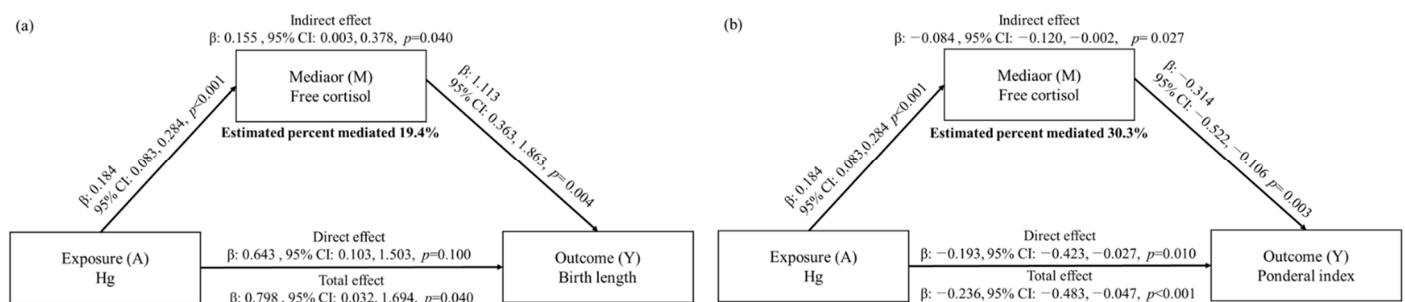 (a)
Indirect effect
β: 0.155 , 95% CI: 0.003, 0.378, p=0.040
Mediaor (M)
Free cortisol
Estimated percent mediated 19.4%
β: 0.184
95% CI: 0.083, 0.284, p<0.001
β: 1.113
95% CI: 0.363, 1.863, p=0.004
Exposure (A)
Hg
Direct effect
β: 0.643 , 95% CI: 0.103, 1.503, p=0.100
Total effect
β: 0.798 , 95% CI: 0.032, 1.694, p=0.040
Outcome (Y)
Birth length
(b)
Indirect effect
β: −0.084 , 95% CI: −0.120, −0.002, p= 0.027
Mediaor (M)
Free cortisol
Estimated percent mediated 30.3%
β: 0.184
95% CI: 0.083,0.284 p<0.001
β: −0.314
95% CI: −0.522, −0.106 p=0.003
Exposure (A)
Hg
Direct effect
β: −0.193, 95% CI: −0.423, −0.027, p=0.010
Total effect
β: −0.236, 95% CI: −0.483, −0.047, p<0.001
Outcome (Y)
Ponderal index